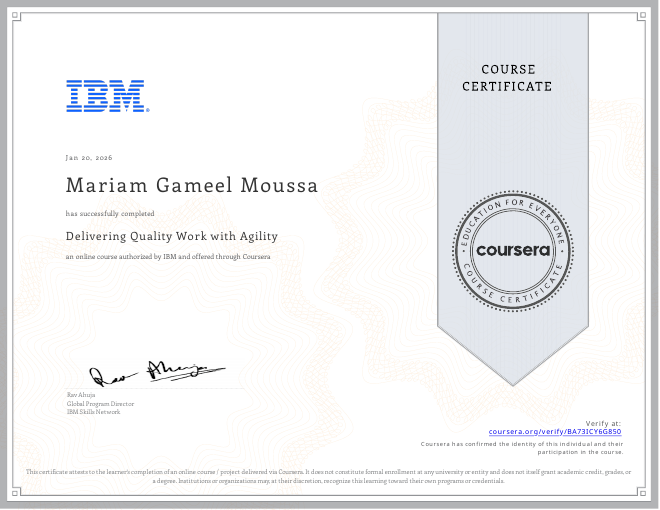 COURSE
CERTIFICATE
IBM®
Jan 20, 2026
Mariam Gameel Moussa
has successfully completed
Delivering Quality Work with Agility
an online course authorized by IBM and offered through Coursera
EDUCATION FOR EVERYONE
coursera
COURSE CERTIFICATE
Rav Ahuja
Rav Ahuja
Global Program Director
IBM Skills Network
Verify at:
coursera.org/verify/BA73ICY6G850
Coursera has confirmed the identity of this individual and their
participation in the course.
This certificate attests to the learner's completion of an online course / project delivered via Coursera. It does not constitute formal enrollment at any university or entity and does not itself grant academic credit, grades, or
a degree. Institutions or organizations may, at their discretion, recognize this learning toward their own programs or credentials.